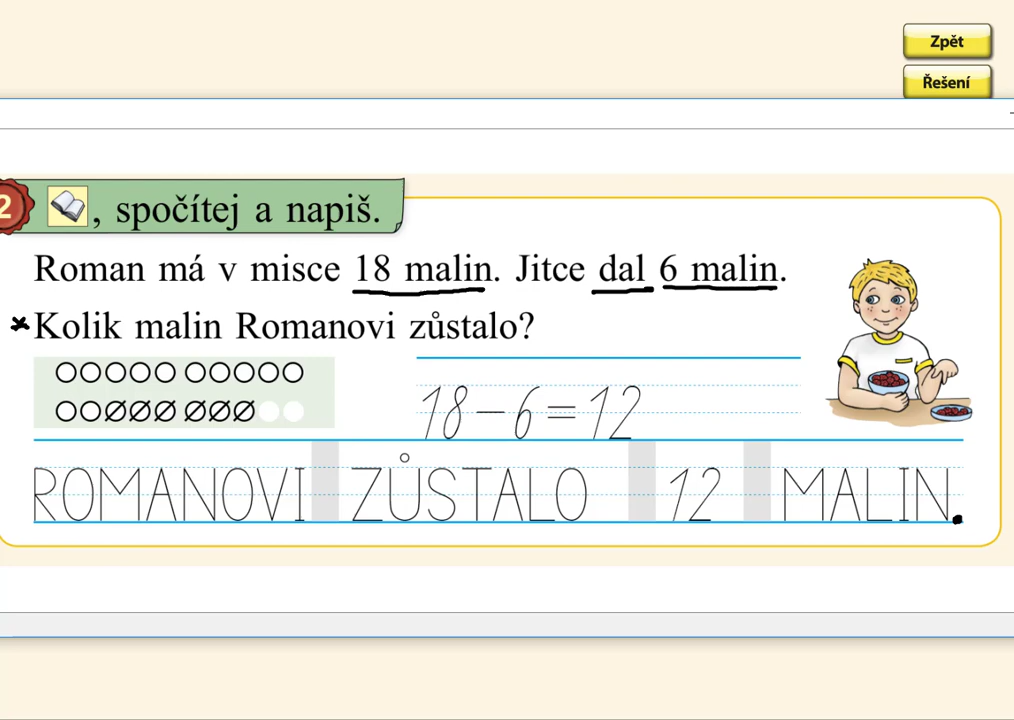 Zpět
Řešení
2 , spočítej a napiš.
Roman má v misce 18 malin. Jitce dal 6 malin.
Kolik malin Romanovi zůstalo?
18-6=12
ROMANOVI ZŮSTALO 12 MALIN.